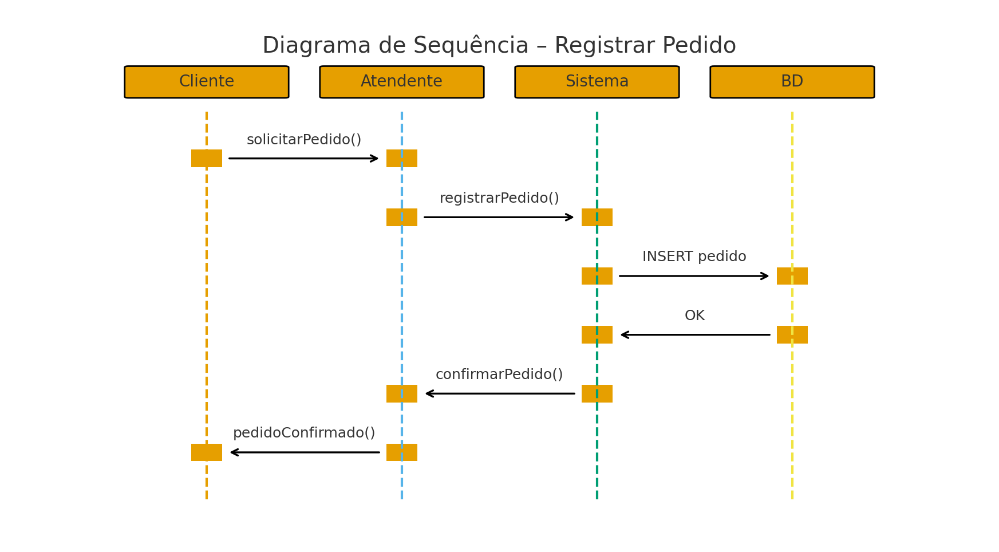 Diagrama de Sequência – Registrar Pedido
Cliente
Atendente
Sistema
BD
solicitarPedido()
registrarPedido()
INSERT pedido
OK
confirmarPedido()
pedidoConfirmado()